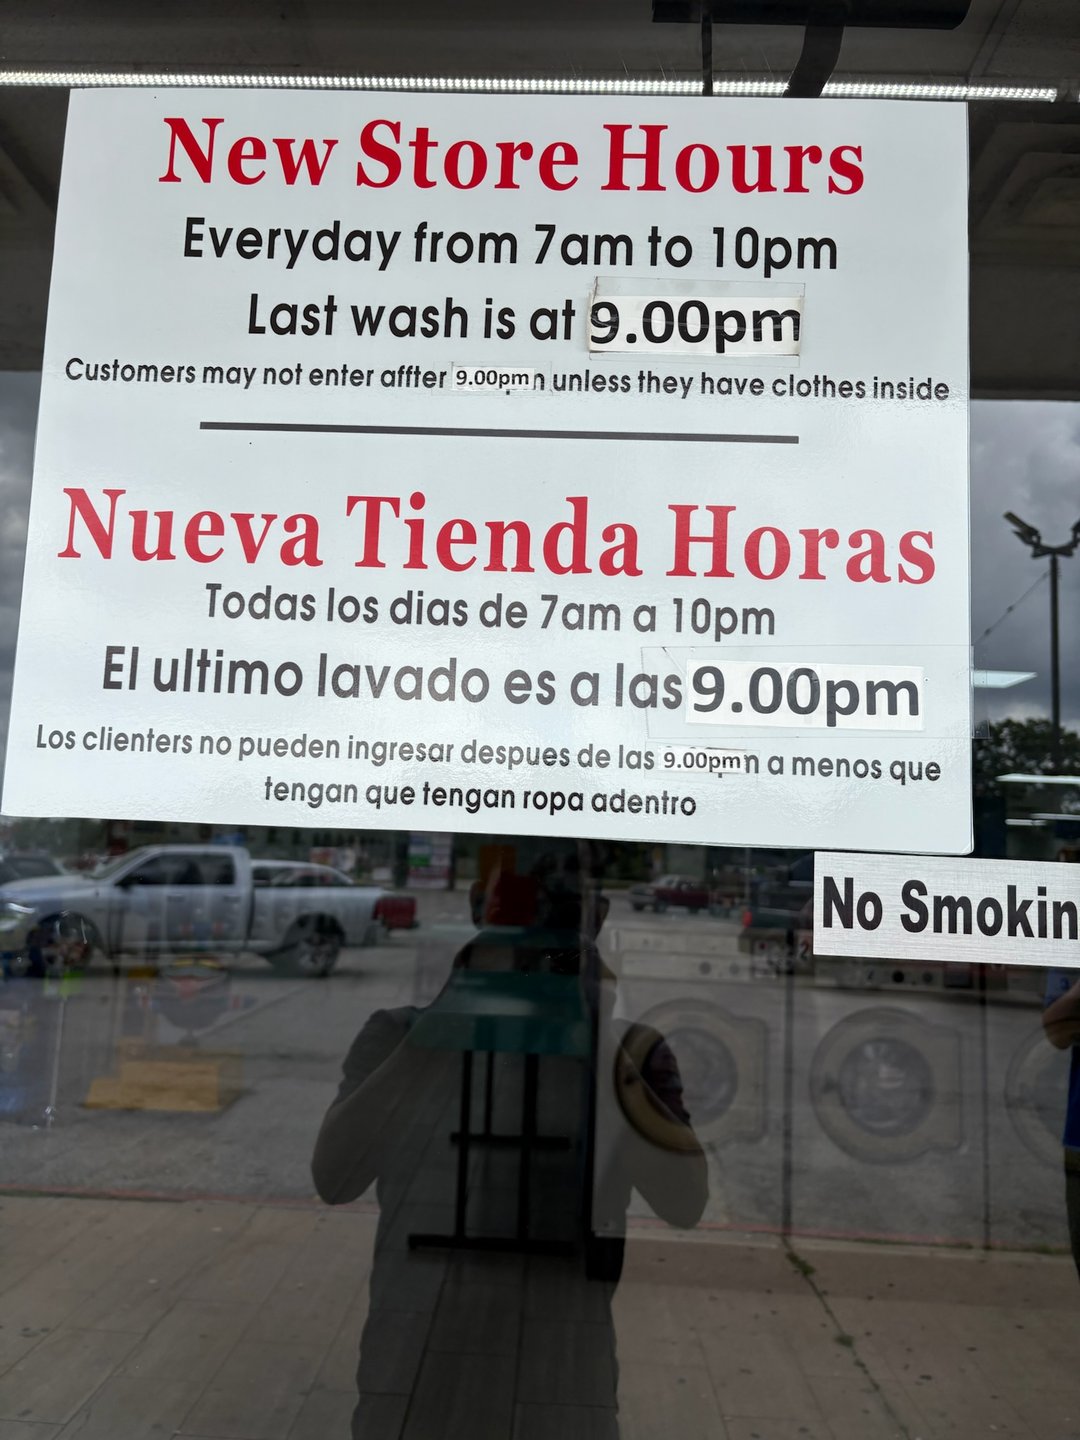 New Store Hours
Everyday from 7am to 10pm
Last wash is at 9.00pm
Customers may not enter affter 9.00pm n unless they have clothes inside
Nueva Tienda Horas
Todas los dias de 7am a 10pm
El ultimo lavado es a las 9.00pm
Los clienters no pueden ingresar despues de las 9.00pm n a menos que
tengan que tengan ropa adentro
No Smokin